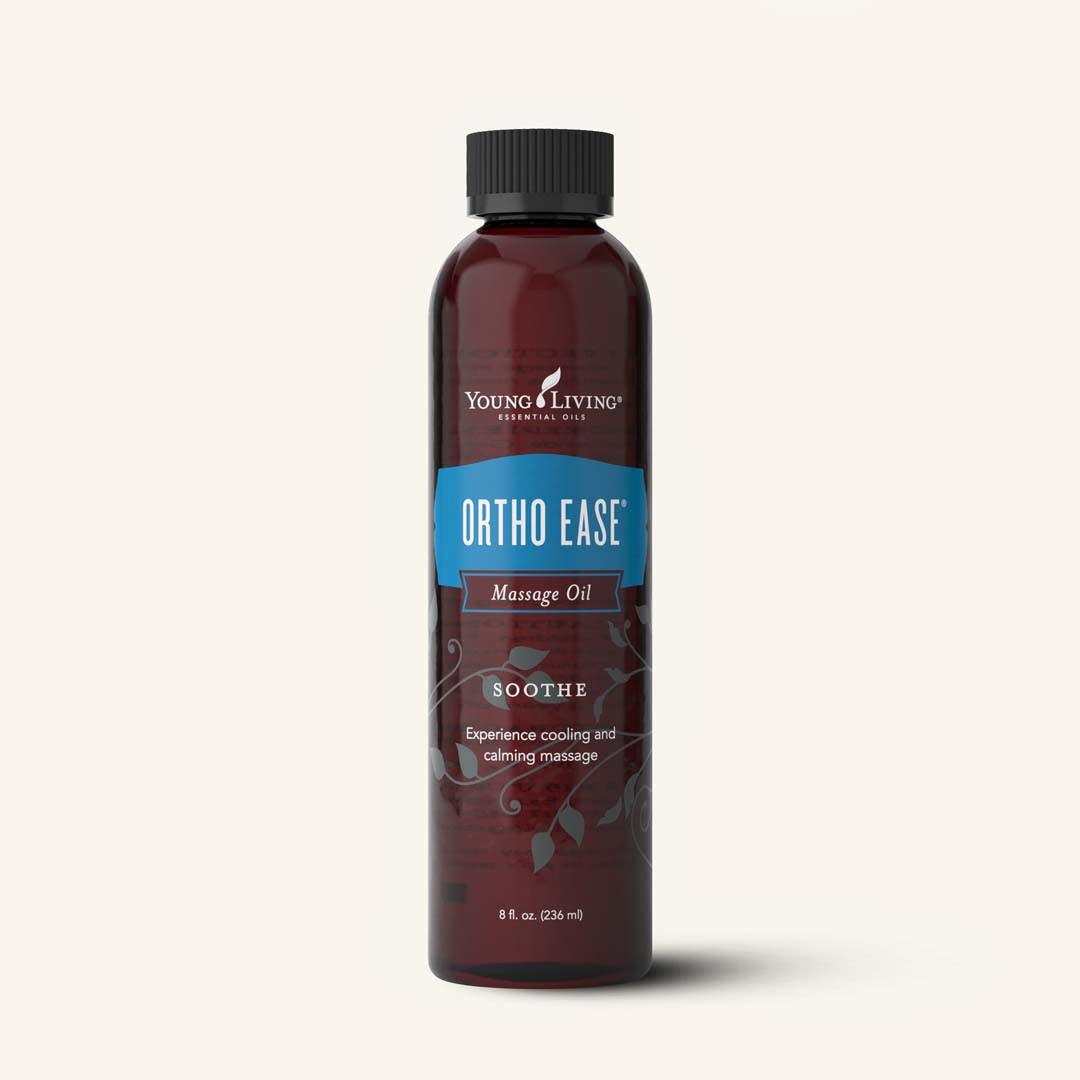 YOUNG LIVING®
ESSENTIAL OILS
ORTHO EASE®
Massage Oil
SOOTHE
Experience cooling and
calming massage
8 fl. oz. (236 ml)